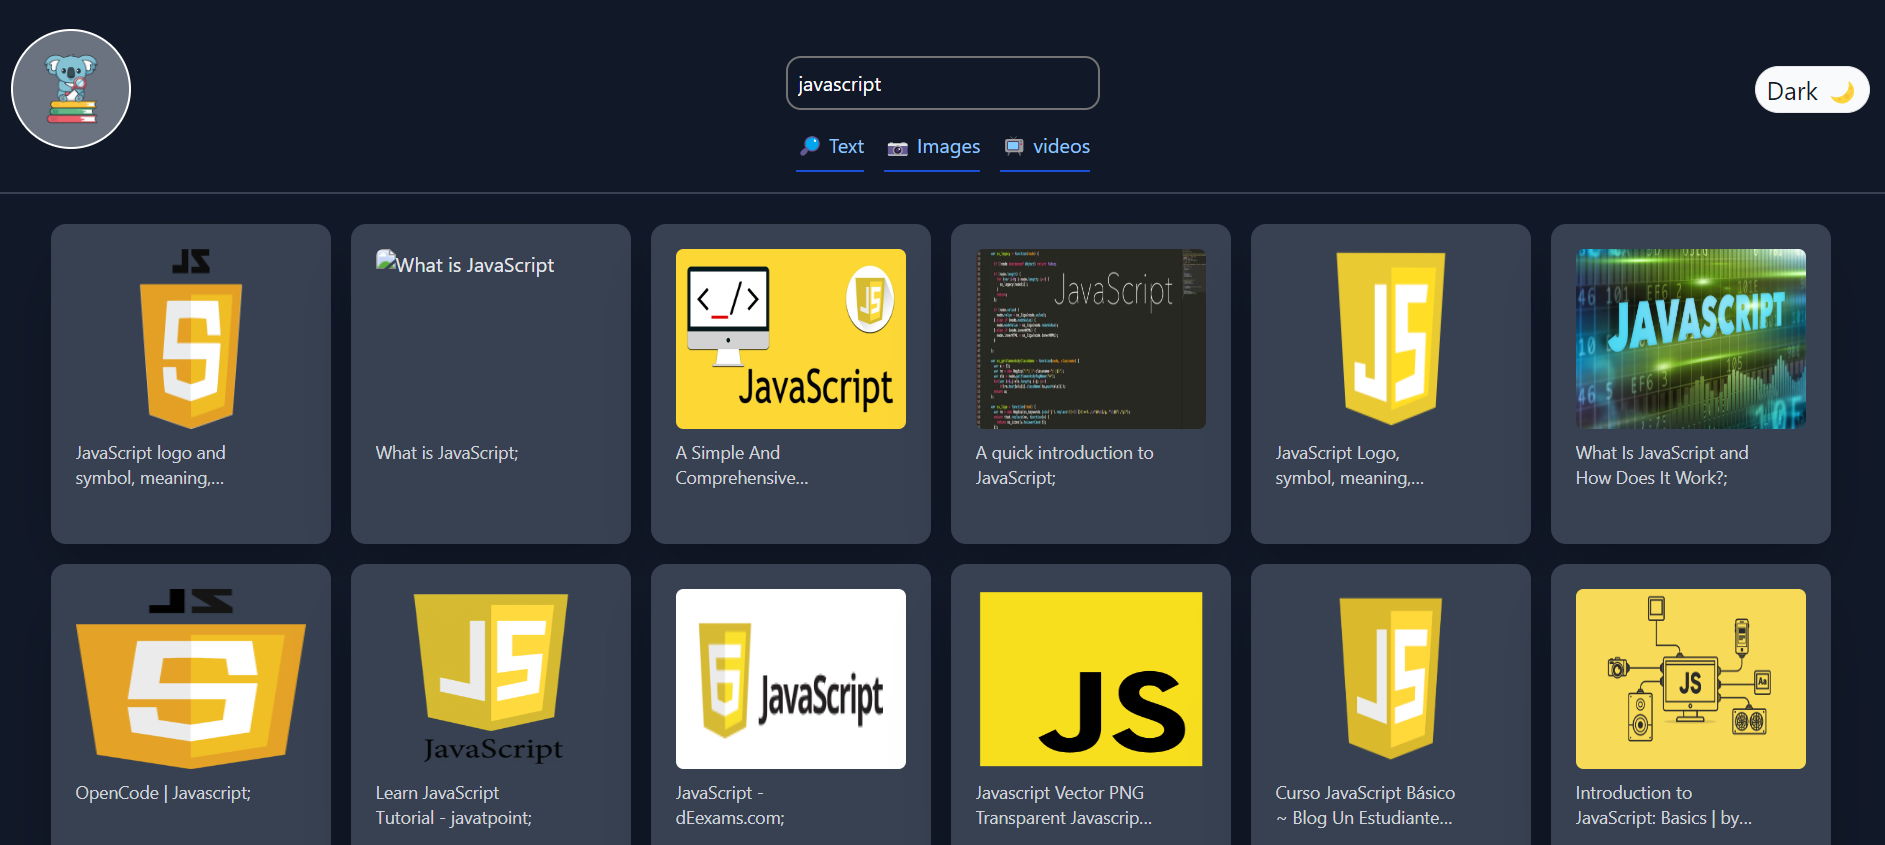 javascript
Dark
Text
Images
videos
JS
JavaScript logo and
symbol, meaning,...
What is JavaScript
What is JavaScript;
<_/>
JS
JavaScript
A Simple And
Comprehensive...
JavaScript
A quick introduction to
JavaScript;
JS
JavaScript Logo,
symbol, meaning,...
JAVASCRIPT
What Is JavaScript and
How Does It Work?;
JS
OpenCode | Javascript;
JS
JavaScript
Learn JavaScript
Tutorial - javatpoint;
JavaScript
JavaScript -
dEexams.com;
JS
Javascript Vector PNG
Transparent Javascrip...
JS
Curso JavaScript Básico
~ Blog Un Estudiante...
JS
Aa
Introduction to
JavaScript: Basics | by...